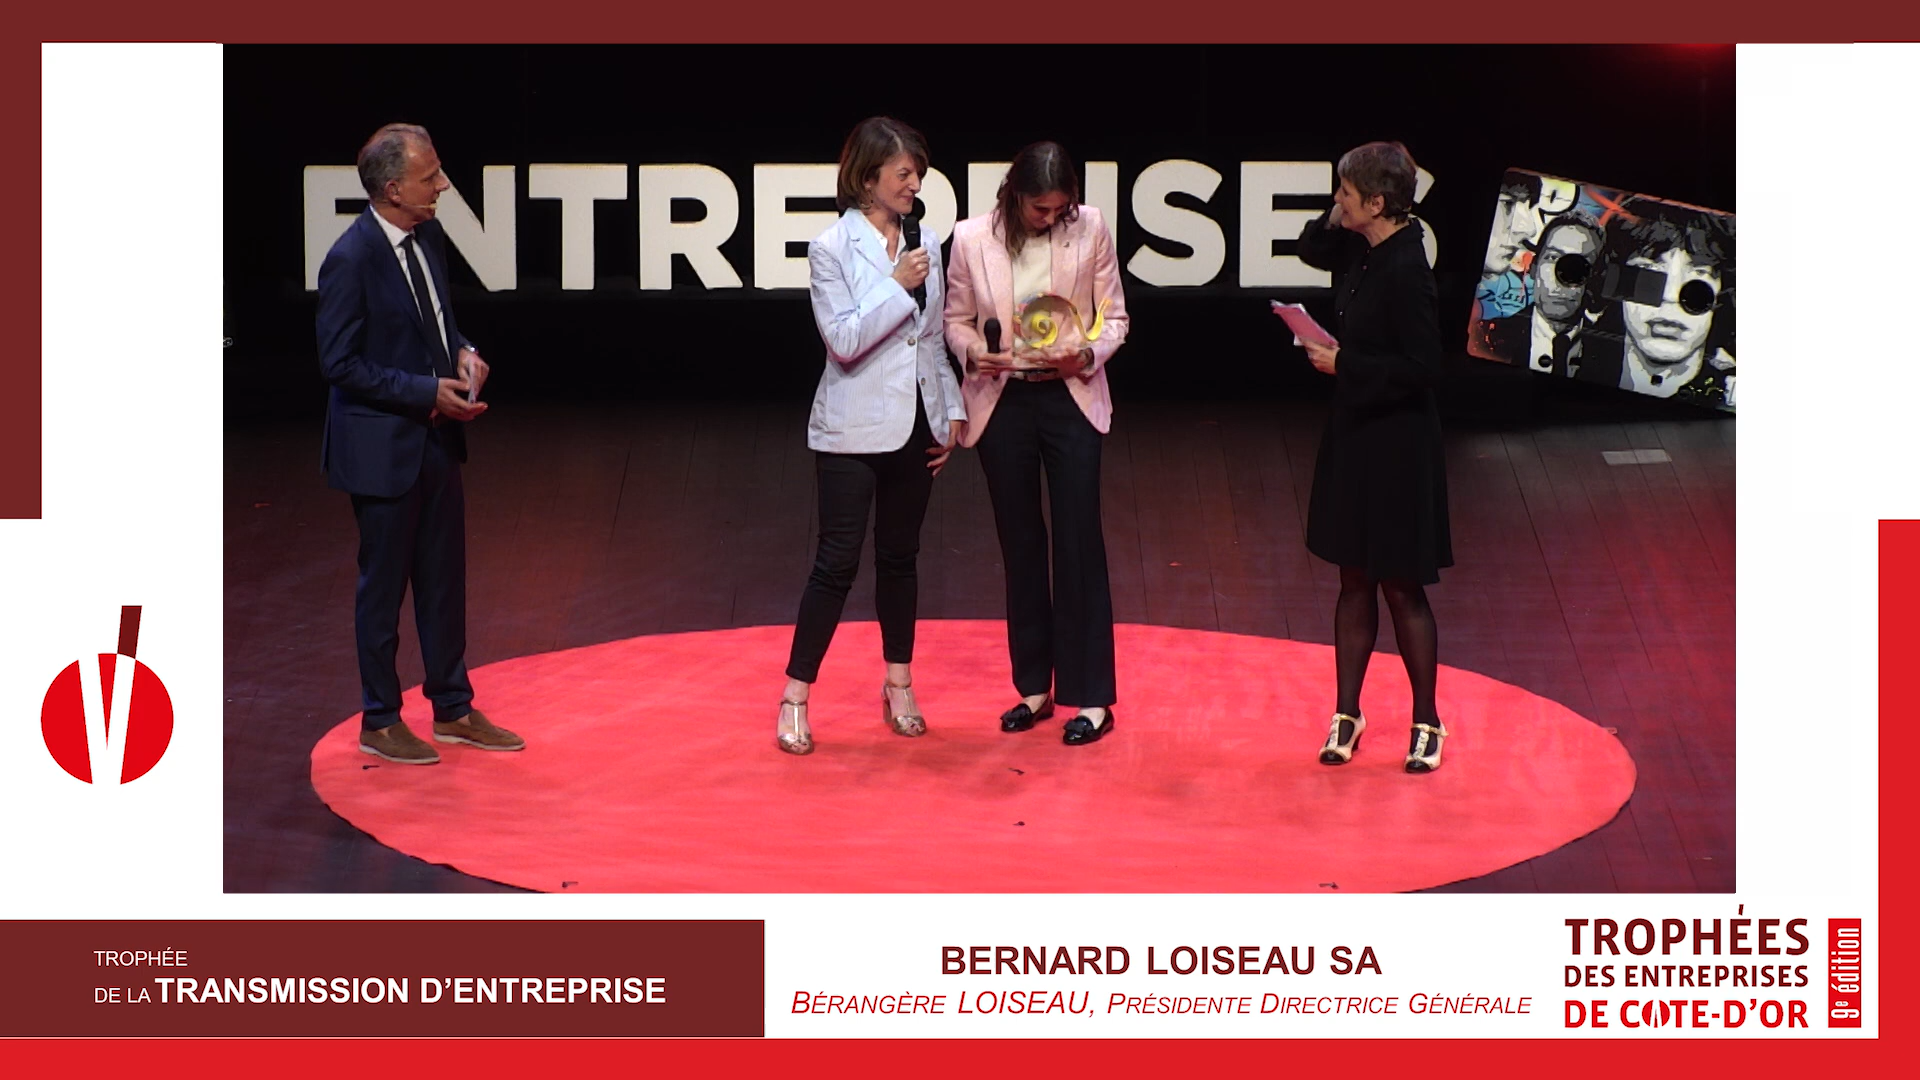 ENTREPRISES
TROPHÉE
DE LA TRANSMISSION D'ENTREPRISE
BERNARD LOISEAU SA
BÉRANGÈRE LOISEAU, PRÉSIDENTE DIRECTRICE GÉNÉRALE
TROPHÉES
DES ENTREPRISES
DE COTE-D'OR
9e édition